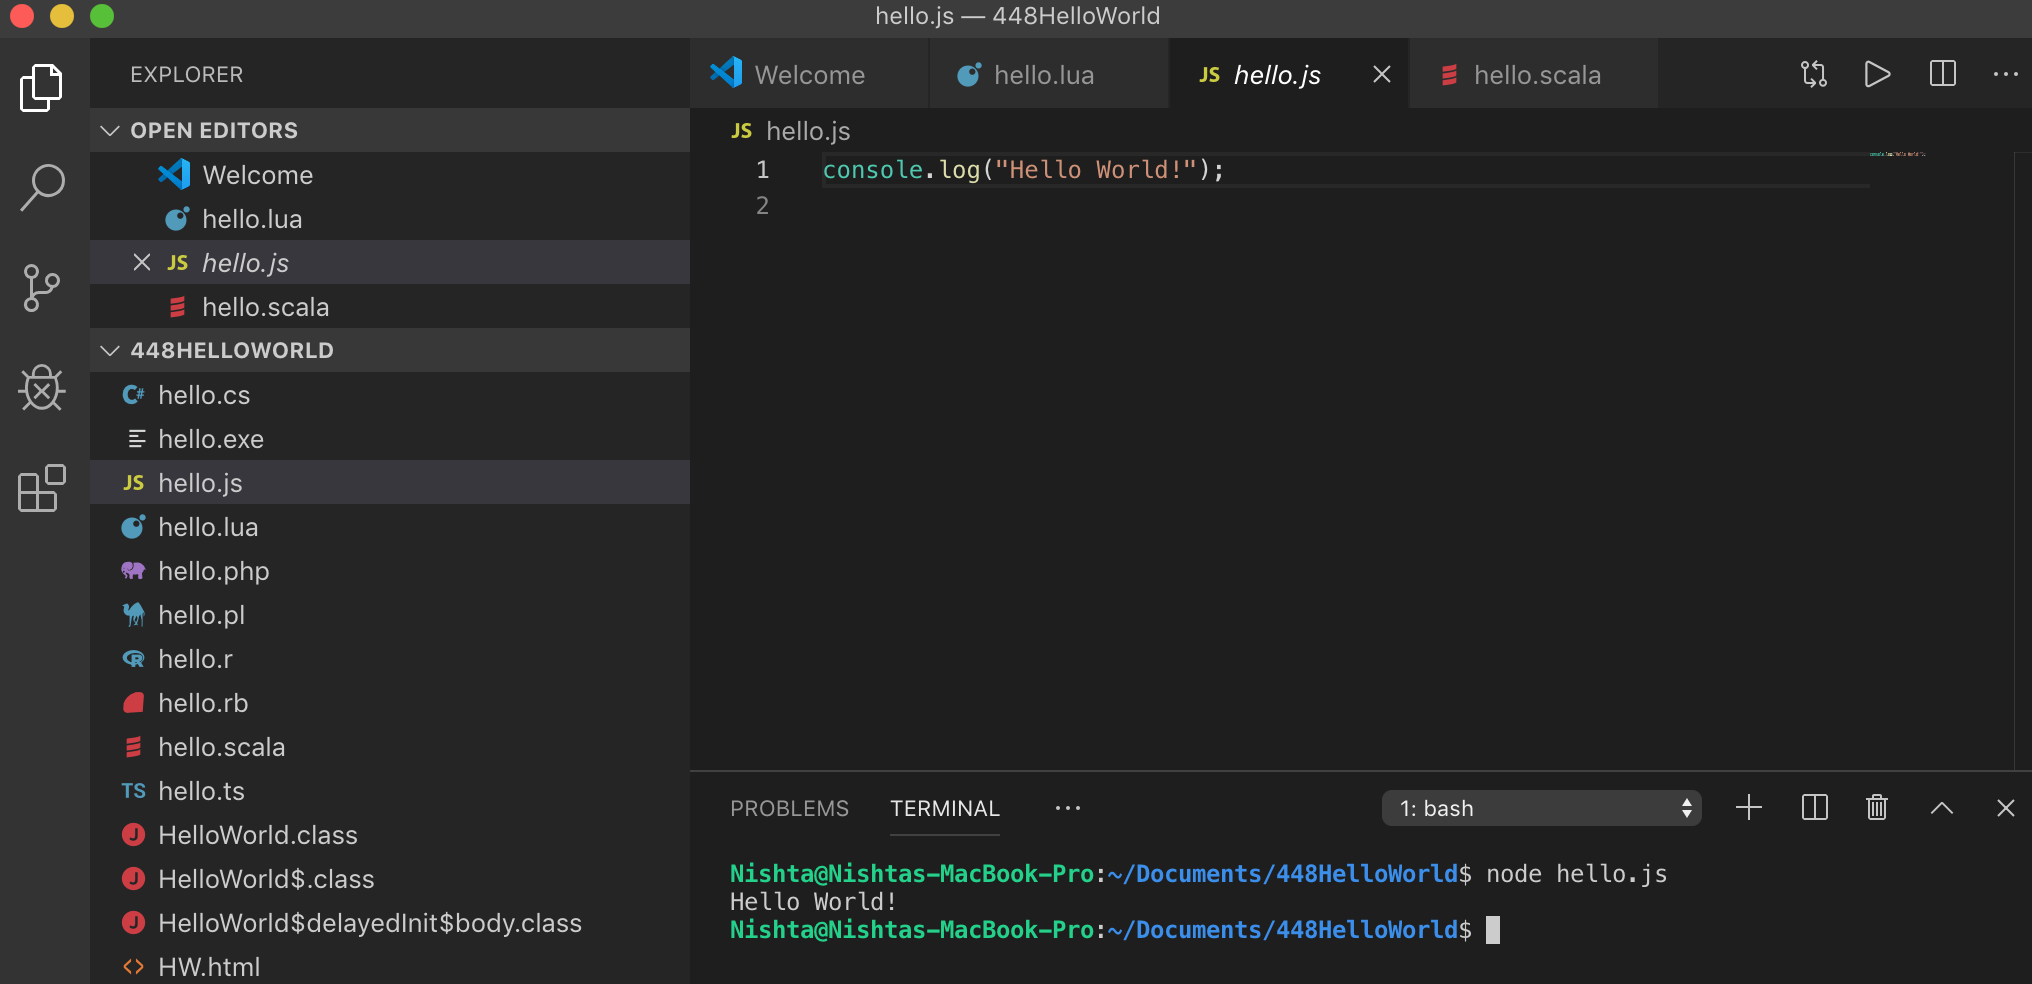 hello.js — 448HelloWorld
EXPLORER
OPEN EDITORS
Welcome
hello.lua
JS hello.js
hello.scala
448HELLOWORLD
C# hello.cs
hello.exe
JS hello.js
hello.lua
hello.php
hello.pl
R hello.r
hello.rb
hello.scala
TS hello.ts
J HelloWorld.class
J HelloWorld$.class
J HelloWorld$delayedInit$body.class
<> HW.html
Welcome hello.lua JS hello.js hello.scala
JS hello.js
1 console.log("Hello World!");
2
PROBLEMS TERMINAL ··· 1: bash
Nishta@Nishtas-MacBook-Pro:~/Documents/448HelloWorld$ node hello.js
Hello World!
Nishta@Nishtas-MacBook-Pro:~/Documents/448HelloWorld$